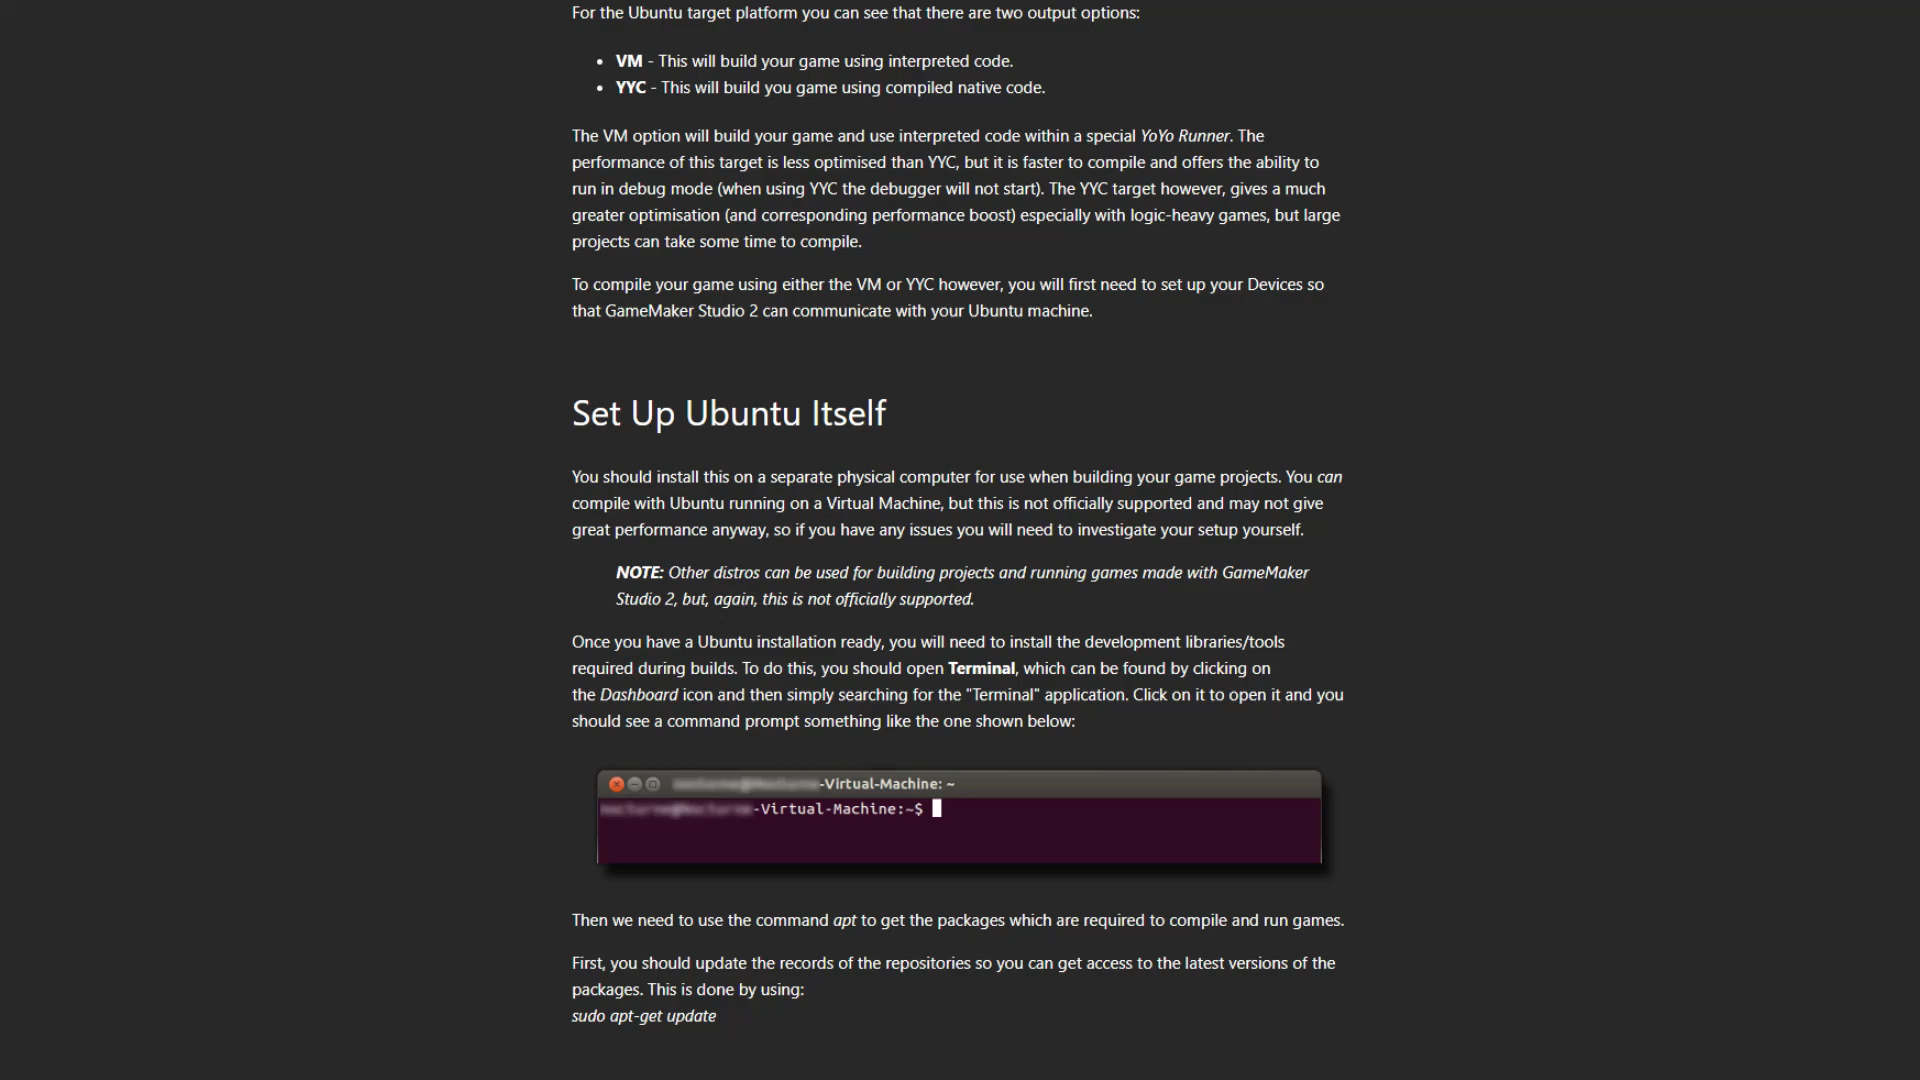 For the Ubuntu target platform you can see that there are two output options:
• VM - This will build your game using interpreted code.
• YYC - This will build you game using compiled native code.
The VM option will build your game and use interpreted code within a special YoYo Runner. The
performance of this target is less optimised than YYC, but it is faster to compile and offers the ability to
run in debug mode (when using YYC the debugger will not start). The YYC target however, gives a much
greater optimisation (and corresponding performance boost) especially with logic-heavy games, but large
projects can take some time to compile.
To compile your game using either the VM or YYC however, you will first need to set up your Devices so
that GameMaker Studio 2 can communicate with your Ubuntu machine.
Set Up Ubuntu Itself
You should install this on a separate physical computer for use when building your game projects. You can
compile with Ubuntu running on a Virtual Machine, but this is not officially supported and may not give
great performance anyway, so if you have any issues you will need to investigate your setup yourself.
NOTE: Other distros can be used for building projects and running games made with GameMaker
Studio 2, but, again, this is not officially supported.
Once you have a Ubuntu installation ready, you will need to install the development libraries/tools
required during builds. To do this, you should open Terminal, which can be found by clicking on
the Dashboard icon and then simply searching for the "Terminal" application. Click on it to open it and you
should see a command prompt something like the one shown below:
-Virtual-Machine: ~
-Virtual-Machine:~$
Then we need to use the command apt to get the packages which are required to compile and run games.
First, you should update the records of the repositories so you can get access to the latest versions of the
packages. This is done by using:
sudo apt-get update